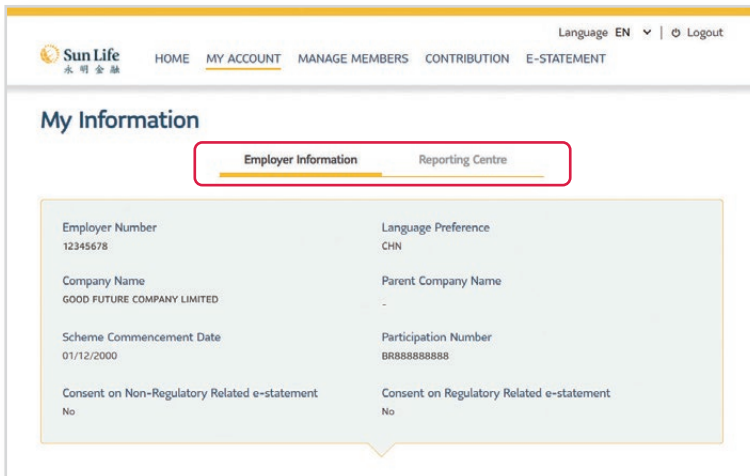 Language EN | Logout
Sun Life
永明金融
HOME MY ACCOUNT MANAGE MEMBERS CONTRIBUTION E-STATEMENT
My Information
Employer Information Reporting Centre
Employer Number Language Preference
12345678 CHN
Company Name Parent Company Name
GOOD FUTURE COMPANY LIMITED -
Scheme Commencement Date Participation Number
01/12/2000 BR888888888
Consent on Non-Regulatory Related e-statement Consent on Regulatory Related e-statement
No No